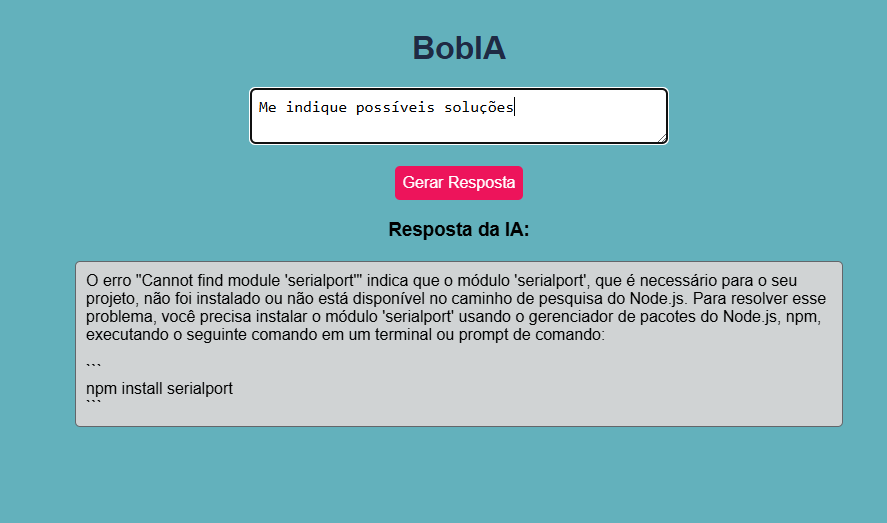 BobIA
Me indique possíveis soluções
Gerar Resposta
Resposta da IA:
O erro "Cannot find module 'serialport'" indica que o módulo 'serialport', que é necessário para o seu
projeto, não foi instalado ou não está disponível no caminho de pesquisa do Node.js. Para resolver esse
problema, você precisa instalar o módulo 'serialport' usando o gerenciador de pacotes do Node.js, npm,
executando o seguinte comando em um terminal ou prompt de comando:
```
npm install serialport
```